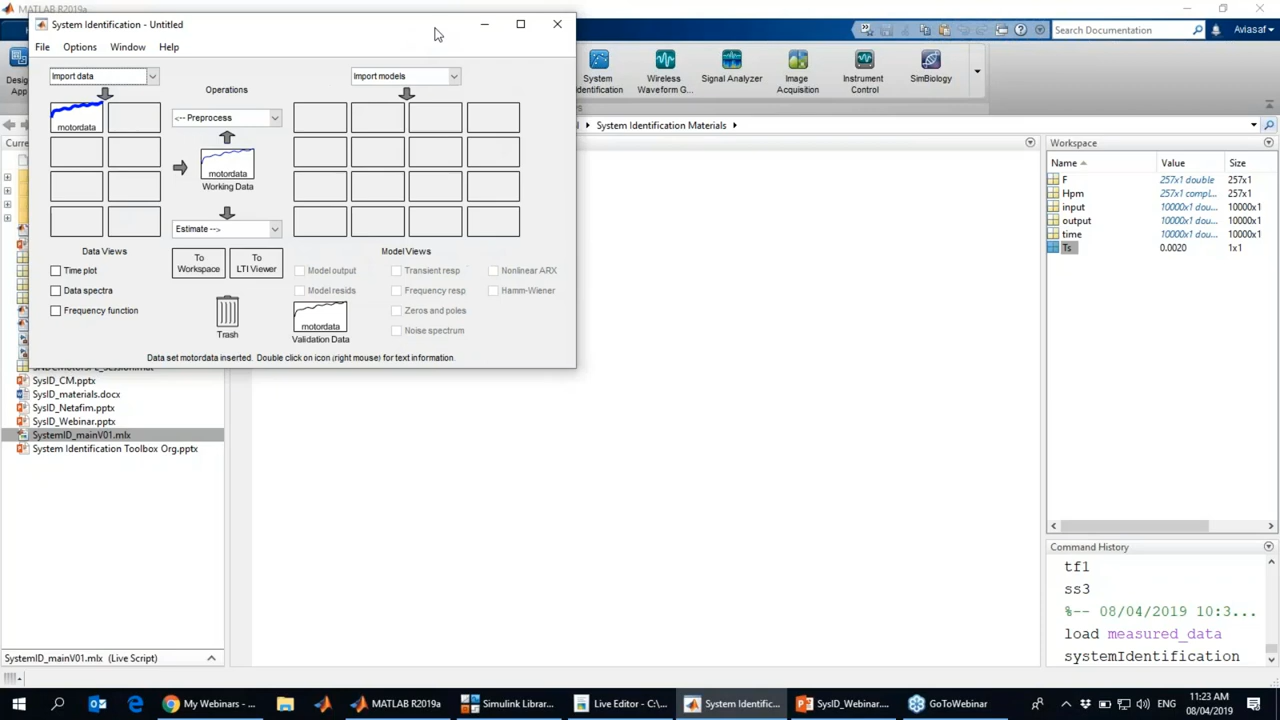 MATLAB R2019a
System Identification - Untitled
File Options Window Help
Import data
Import models
Operations
<-- Preprocess
motordata
motordata
Working Data
Estimate -->
Data Views
To Workspace
To LTI Viewer
Model Views
Time plot
Data spectra
Frequency function
Model output
Model resids
Transient resp
Frequency resp
Zeros and poles
Noise spectrum
Nonlinear ARX
Hamm-Wiener
Trash
motordata
Validation Data
Data set motordata inserted. Double click on icon (right mouse) for text information.
Search Documentation
Aviasaf
Design
App
System Identification
Wireless Waveform G...
Signal Analyzer
Image Acquisition
Instrument Control
SimBiology
System Identification Materials
Curre
SysID_CM.pptx
SysID_materials.docx
SysID_Netafim.pptx
SysID_Webinar.pptx
SystemID_mainV01.mlx
System Identification Toolbox Org.pptx
SystemID_mainV01.mlx (Live Script)
Workspace
Name Value Size
F 257x1 double 257x1
Hpm 257x1 compl... 257x1
input 10000x1 dou... 10000x1
output 10000x1 dou... 10000x1
time 10000x1 dou... 10000x1
Ts 0.0020 1x1
Command History
tf1
ss3
%-- 08/04/2019 10:3...
load measured_data
systemIdentification
My Webinars - ...
MATLAB R2019a
Simulink Librar...
Live Editor - C:\...
System Identific...
SysID_Webinar....
GoToWebinar
ENG
11:23 AM
08/04/2019